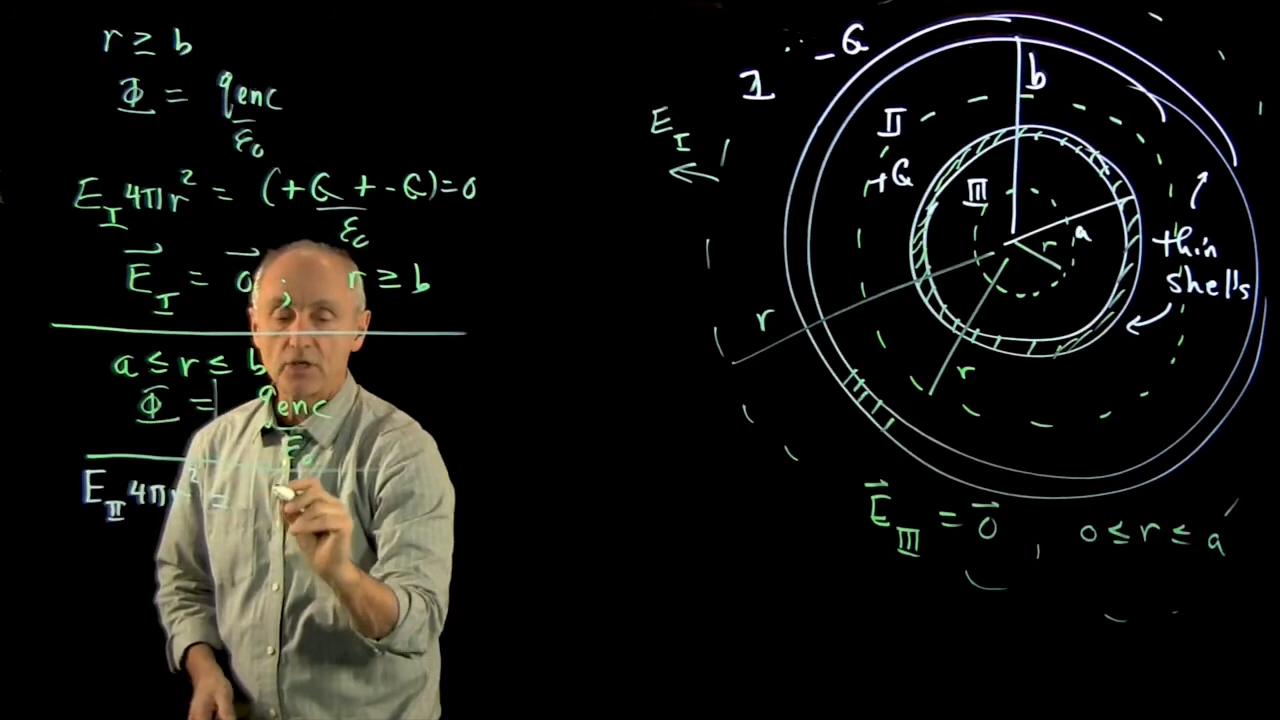 r ≥ b
Φ = qenc
ε₀
E_I 4πr² = (+Q + -Q) = 0
ε₀
E⃗_I = 0⃗ ; r ≥ b
a ≤ r ≤ b
Φ = qenc
ε₀
E_II 4πr² =
-Q
I
b
E_I
II
+Q
III
a
r
thin
shells
r
r
E⃗_III = 0⃗ , 0 ≤ r ≤ a